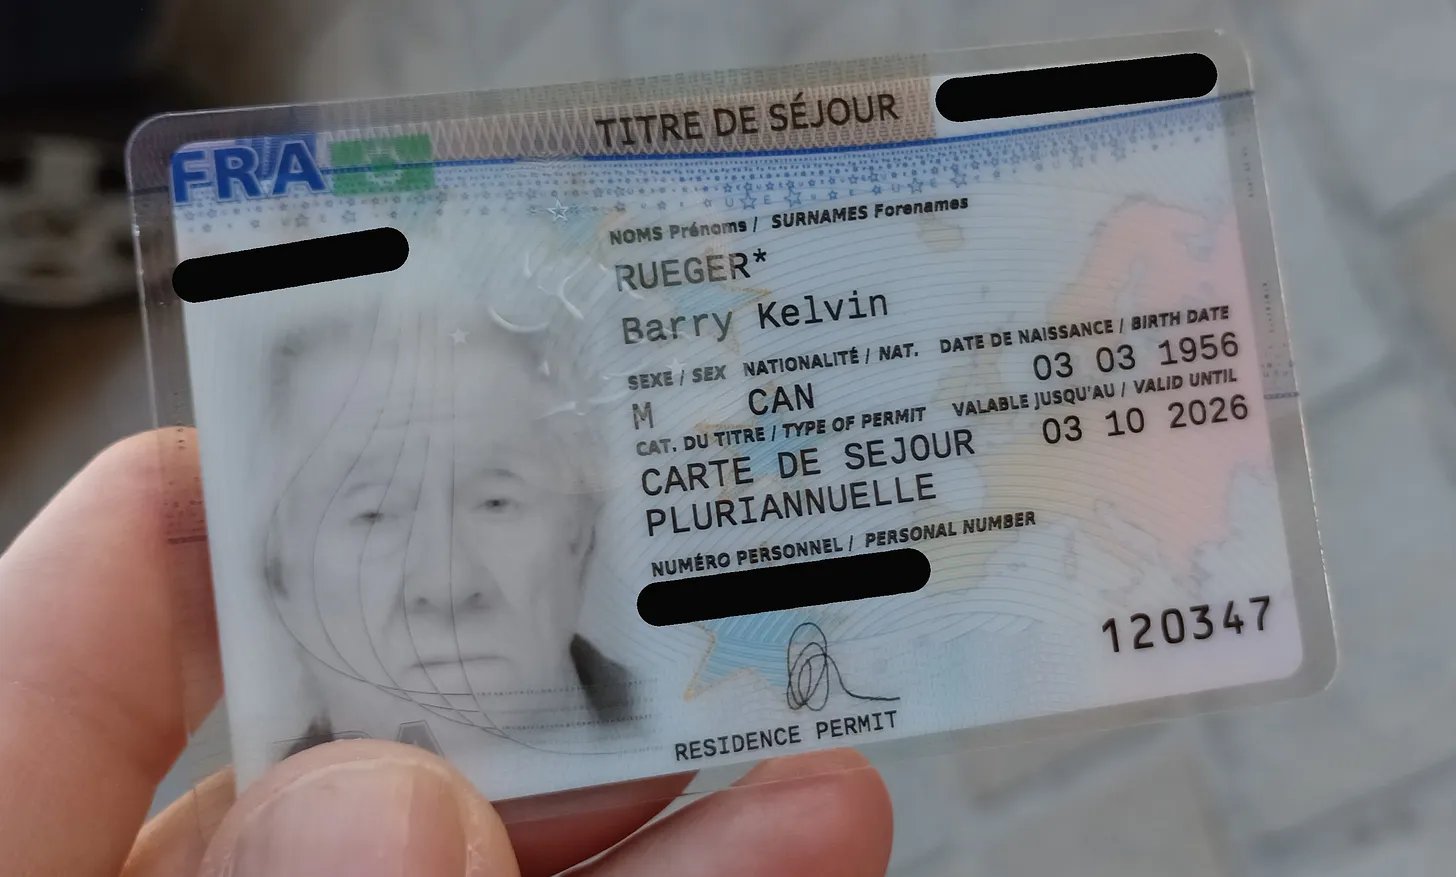 FRA
TITRE DE SÉJOUR
NOMS Prénoms / SURNAMES Forenames
RUEGER*
Barry Kelvin
SEXE / SEX NATIONALITÉ / NAT. DATE DE NAISSANCE / BIRTH DATE
M CAN 03 03 1956
CAT. DU TITRE / TYPE OF PERMIT VALABLE JUSQU'AU / VALID UNTIL
CARTE DE SEJOUR 03 10 2026
PLURIANNUELLE
NUMÉRO PERSONNEL / PERSONAL NUMBER
120347
RESIDENCE PERMIT